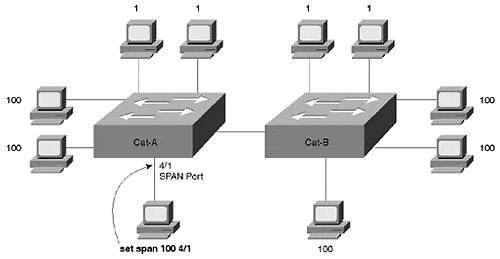 1 1 1 1
100 100
100 Cat-A Cat-B 100
4/1
SPAN Port
set span 100 4/1 100